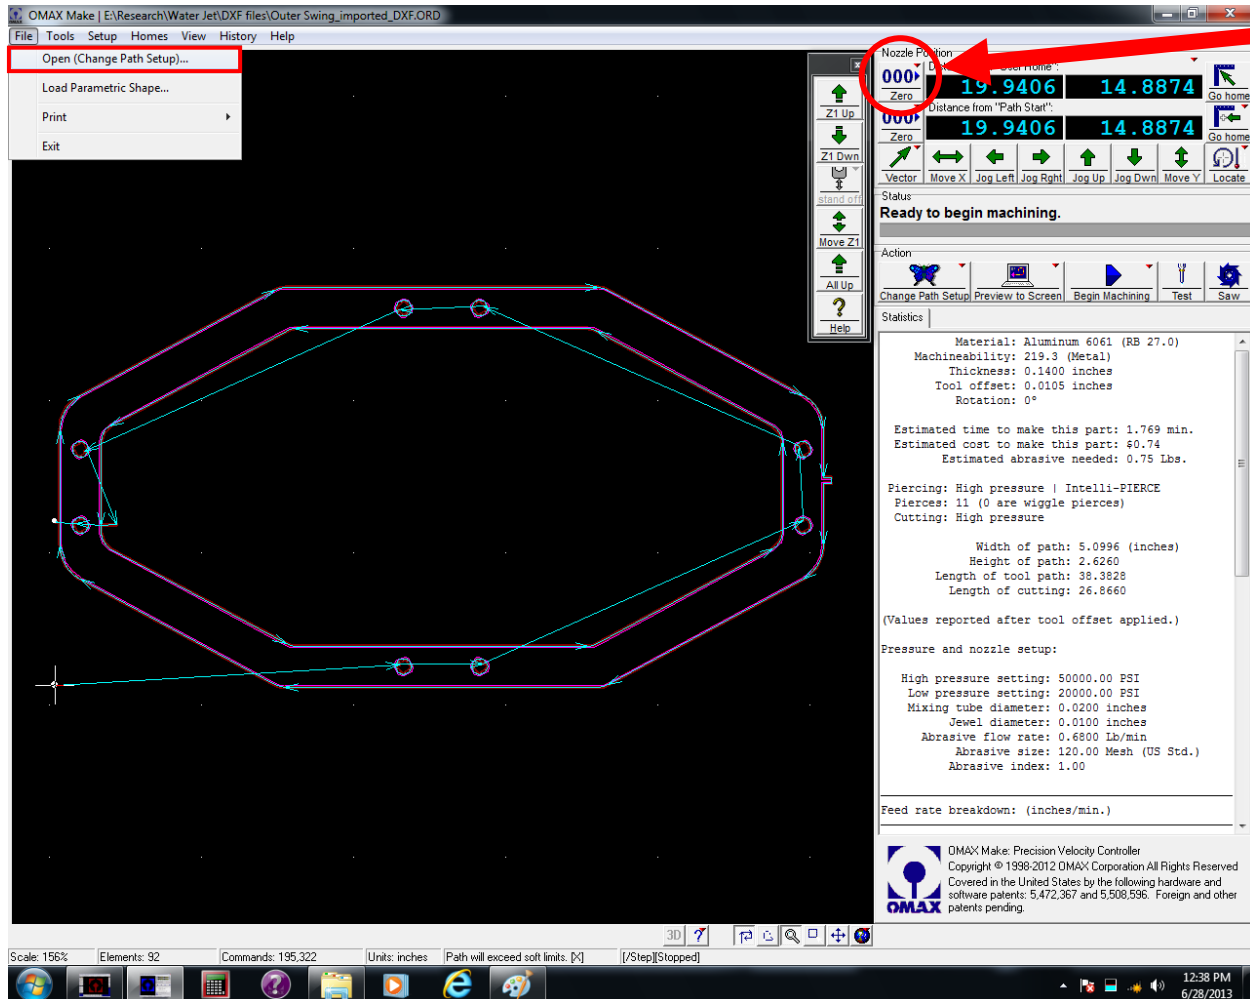 OMAX Make | E:\Research\Water Jet\DXF files\Outer Swing_imported_DXF.ORD
File Tools Setup Homes View History Help
Open (Change Path Setup)...
Load Parametric Shape...
Print
Exit
Z1 Up
Z1 Dwn
stand off
Move Z1
All Up
Help
Nozzle Position
000
Zero
19.9406 14.8874
Go home
Distance from "Path Start":
000
Zero
19.9406 14.8874
Go home
Vector Move X Jog Left Jog Rght Jog Up Jog Dwn Move Y Locate
Status
Ready to begin machining.
Action
Change Path Setup Preview to Screen Begin Machining Test Saw
Statistics
Material: Aluminum 6061 (RB 27.0)
Machineability: 219.3 (Metal)
Thickness: 0.1400 inches
Tool offset: 0.0105 inches
Rotation: 0°
Estimated time to make this part: 1.769 min.
Estimated cost to make this part: $0.74
Estimated abrasive needed: 0.75 Lbs.
Piercing: High pressure | Intelli-PIERCE
Pierces: 11 (0 are wiggle pierces)
Cutting: High pressure
Width of path: 5.0996 (inches)
Height of path: 2.6260
Length of tool path: 38.3828
Length of cutting: 26.8660
(Values reported after tool offset applied.)
Pressure and nozzle setup:
High pressure setting: 50000.00 PSI
Low pressure setting: 20000.00 PSI
Mixing tube diameter: 0.0200 inches
Jewel diameter: 0.0100 inches
Abrasive flow rate: 0.6800 Lb/min
Abrasive size: 120.00 Mesh (US Std.)
Abrasive index: 1.00
Feed rate breakdown: (inches/min.)
OMAX
OMAX Make: Precision Velocity Controller
Copyright © 1998-2012 OMAX Corporation All Rights Reserved
Covered in the United States by the following hardware and
software patents: 5,472,367 and 5,508,596. Foreign and other
patents pending.
3D ?
Scale: 156% Elements: 92 Commands: 195,322 Units: inches Path will exceed soft limits. [X] [/Step][Stopped]
12:38 PM
6/28/2013